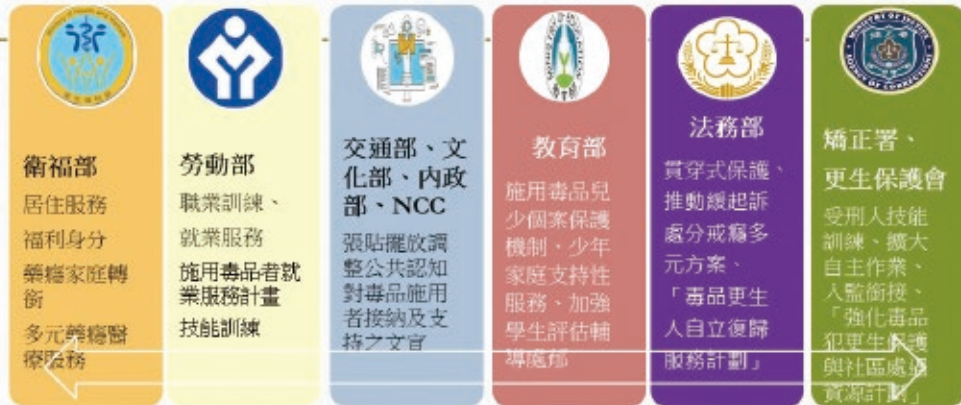 衛福部
居住服務
福利身分
藥癮家庭轉
銜
多元藥癮醫
療服務
勞動部
職業訓練、
就業服務
施用毒品者就
業服務計畫
技能訓練
交通部、文
化部、內政
部、NCC
張貼擺放調
整公共認知
對毒品施用
者接納及支
持之文宣
教育部
施用毒品兒
少個案保護
機制、少年
家庭支持性
服務、加強
學生評估輔
導處
法務部
貫穿式保護、
推動緩起訴
處分戒癮多
元方案、
「毒品更生
人自立復歸
服務計劃」
矯正署、
更生保護會
受刑人技能
訓練、擴大
自主作業、
入監銜接、
「強化毒品
犯更生保護
與社區處遇
資源計劃」